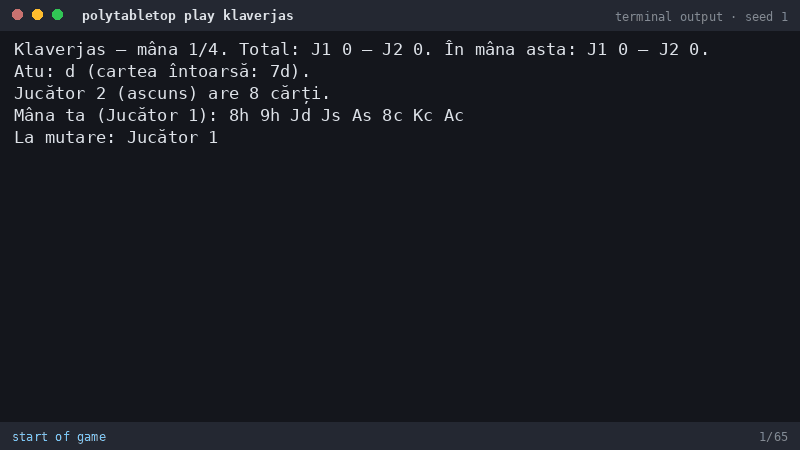 polytabletop play klaverjas
terminal output · seed 1
Klaverjas — mâna 1/4. Total: J1 0 — J2 0. În mâna asta: J1 0 — J2 0.
Atu: d (cartea întoarsă: 7d).
Jucător 2 (ascuns) are 8 cărți.
Mâna ta (Jucător 1): 8h 9h Jd Js As 8c Kc Ac
La mutare: Jucător 1
start of game
1/65